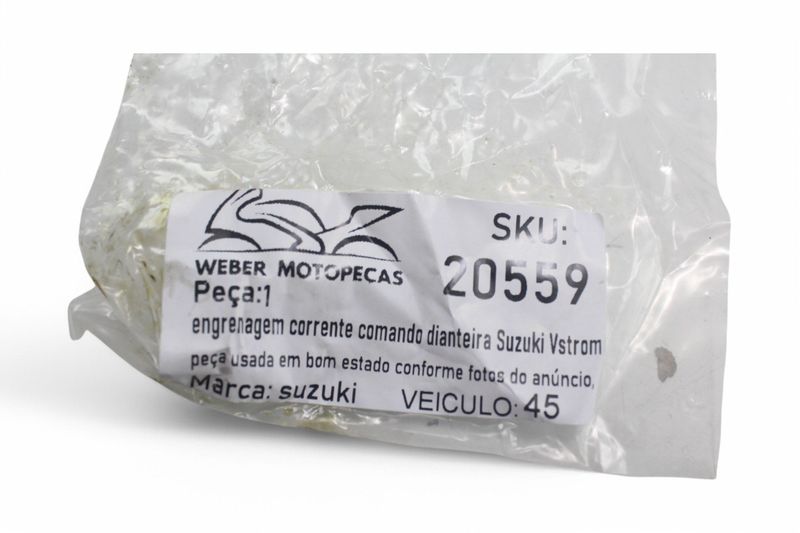 WEBER MOTOPEÇAS
SKU:
20559
Peça:1
engrenagem corrente comando dianteira Suzuki Vstrom
peça usada em bom estado conforme fotos do anúncio,
Marca: suzuki
VEICULO: 45